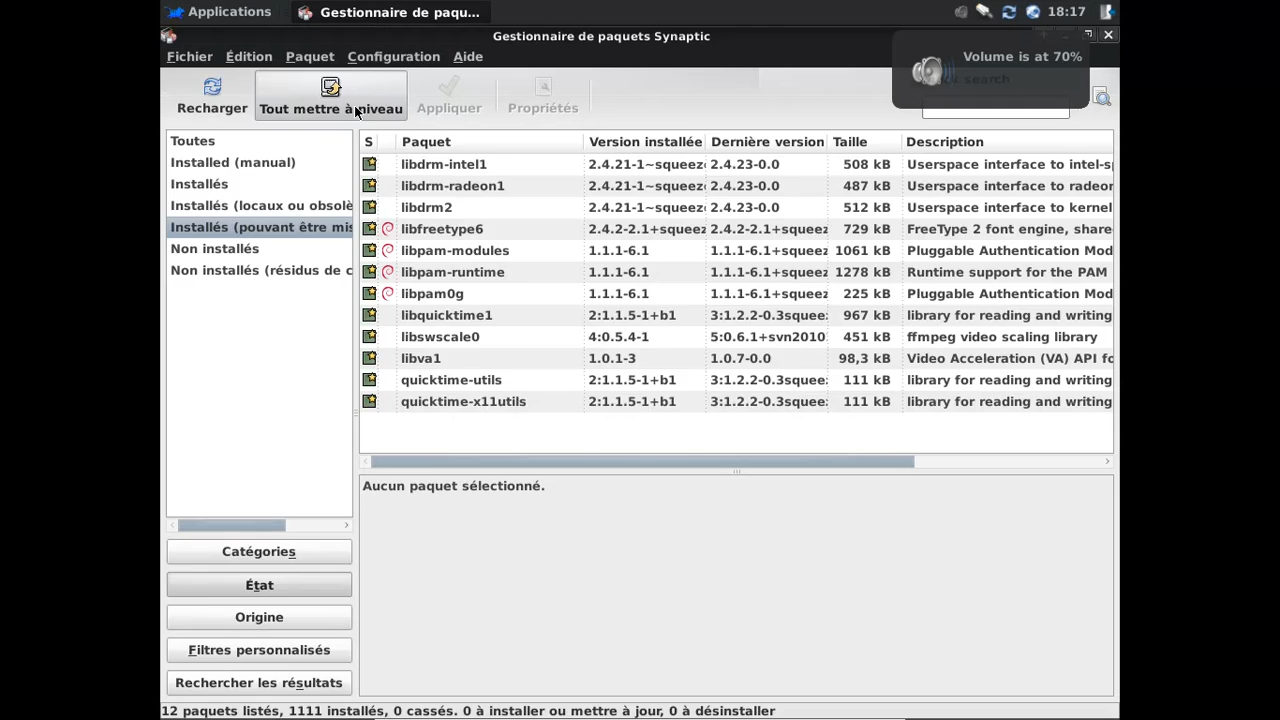 Applications
Gestionnaire de paqu...
18:17
Gestionnaire de paquets Synaptic
Fichier Édition Paquet Configuration Aide
Volume is at 70%
search
Recharger
Tout mettre à niveau
Appliquer
Propriétés
S Paquet Version installée Dernière version Taille Description
Toutes
Installed (manual)
Installés
Installés (locaux ou obsolè
Installés (pouvant être mis
Non installés
Non installés (résidus de c
libdrm-intel1 2.4.21-1~squeeze 2.4.23-0.0 508 kB Userspace interface to intel-sp
libdrm-radeon1 2.4.21-1~squeeze 2.4.23-0.0 487 kB Userspace interface to radeor
libdrm2 2.4.21-1~squeeze 2.4.23-0.0 512 kB Userspace interface to kernel
libfreetype6 2.4.2-2.1+squeez 2.4.2-2.1+squeez 729 kB FreeType 2 font engine, share
libpam-modules 1.1.1-6.1 1.1.1-6.1+squeez 1061 kB Pluggable Authentication Mod
libpam-runtime 1.1.1-6.1 1.1.1-6.1+squeez 1278 kB Runtime support for the PAM
libpam0g 1.1.1-6.1 1.1.1-6.1+squeez 225 kB Pluggable Authentication Mod
libquicktime1 2:1.1.5-1+b1 3:1.2.2-0.3squee 967 kB library for reading and writing
libswscale0 4:0.5.4-1 5:0.6.1+svn2010 451 kB ffmpeg video scaling library
libva1 1.0.1-3 1.0.7-0.0 98,3 kB Video Acceleration (VA) API fo
quicktime-utils 2:1.1.5-1+b1 3:1.2.2-0.3squee 111 kB library for reading and writing
quicktime-x11utils 2:1.1.5-1+b1 3:1.2.2-0.3squee 111 kB library for reading and writing
Aucun paquet sélectionné.
Catégories
État
Origine
Filtres personnalisés
Rechercher les résultats
12 paquets listés, 1111 installés, 0 cassés. 0 à installer ou mettre à jour, 0 à désinstaller